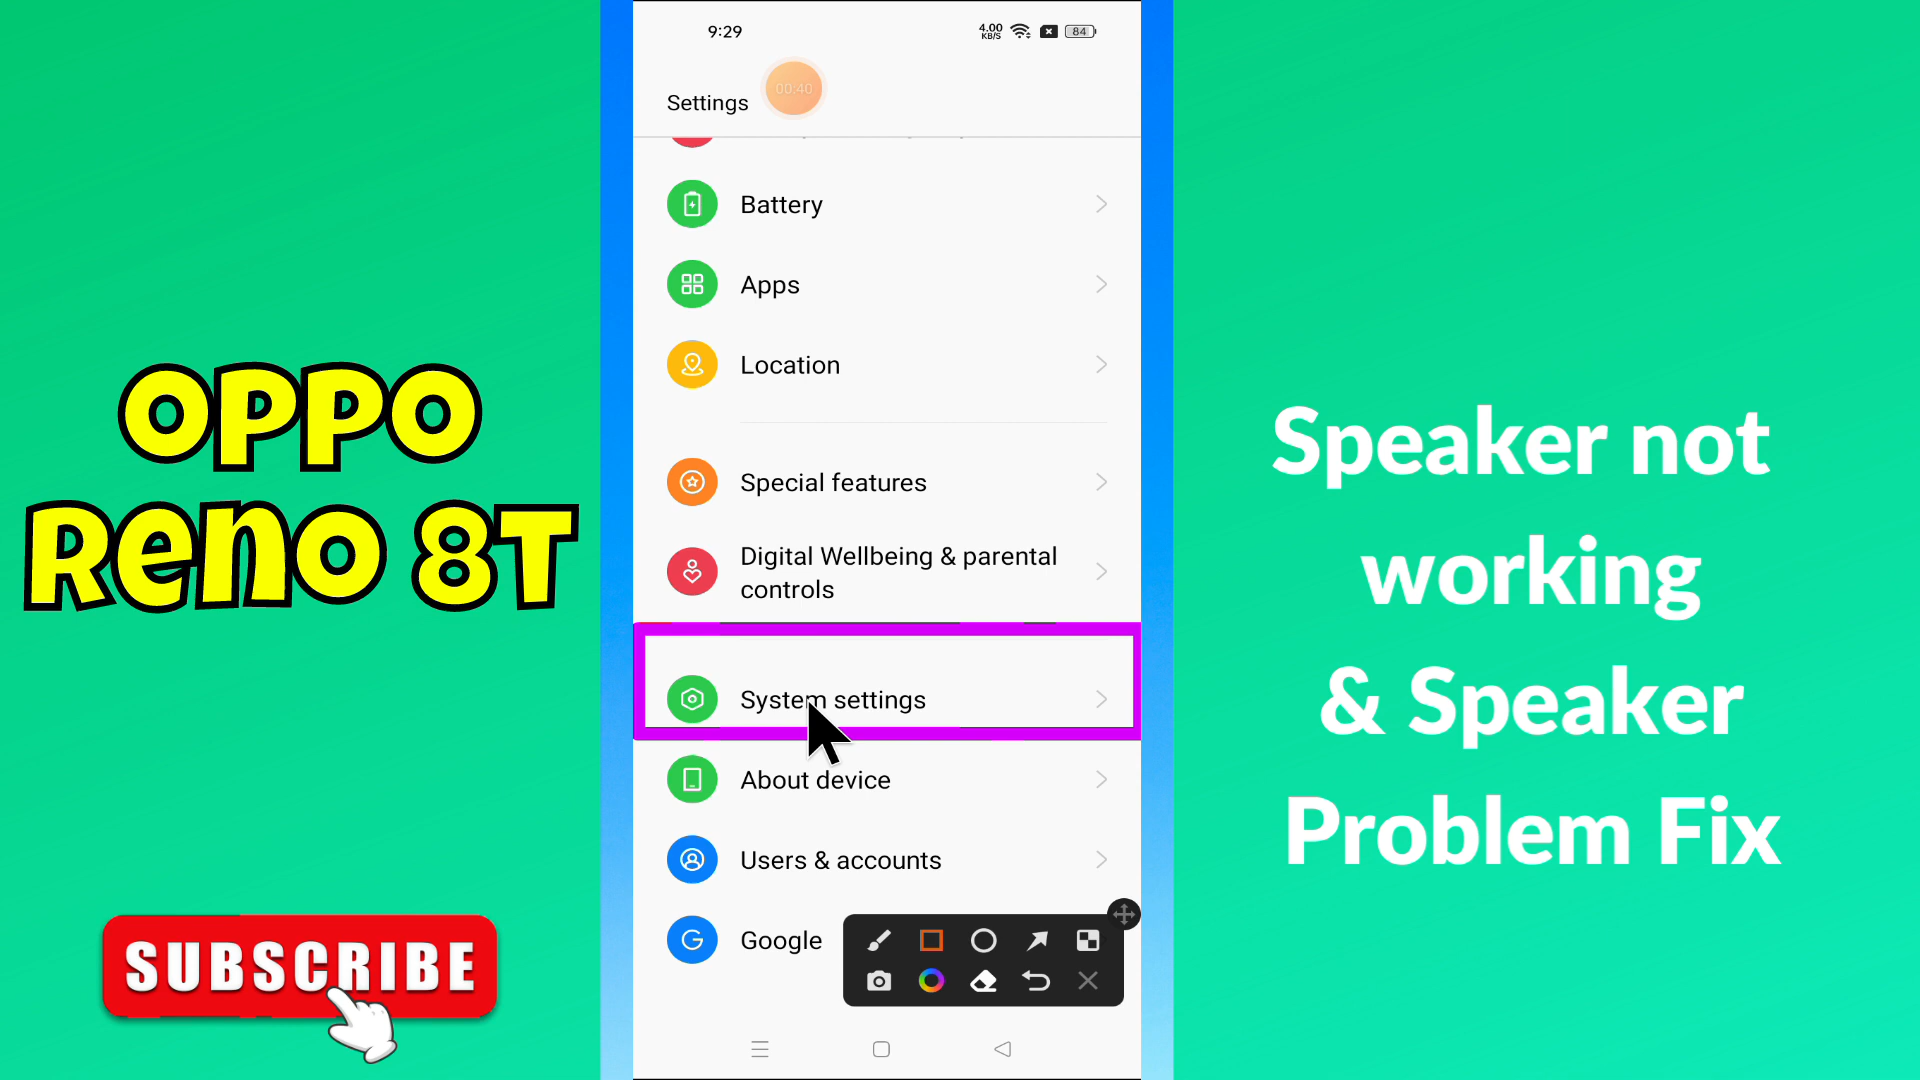 9:29
4.00
KB/S
84
Settings
00:40
Battery
Apps
Location
Special features
Digital Wellbeing & parental
controls
System settings
About device
Users & accounts
Google
OPPO
Reno 8T
SUBSCRIBE
Speaker not
working
& Speaker
Problem Fix